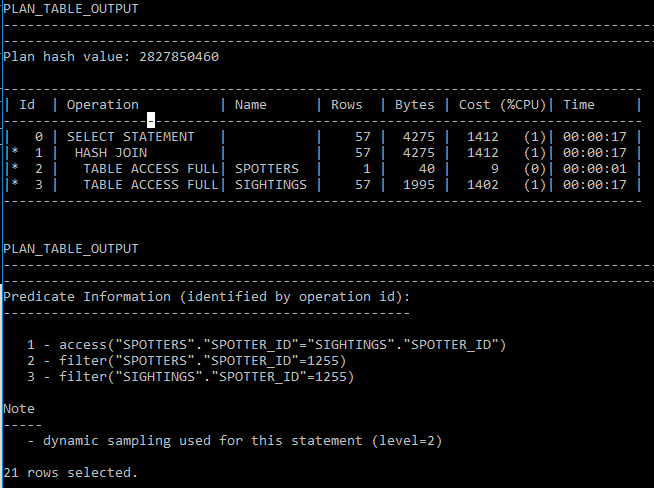 PLAN_TABLE_OUTPUT
--------------------------------------------------------------------------------
--------------------------------------------------------------------------------
Plan hash value: 2827850460

--------------------------------------------------------------------------------
| Id | Operation | Name | Rows | Bytes | Cost (%CPU)| Time |
--------------------------------------------------------------------------------
| 0 | SELECT STATEMENT | | 57 | 4275 | 1412 (1)| 00:00:17 |
|* 1 | HASH JOIN | | 57 | 4275 | 1412 (1)| 00:00:17 |
|* 2 | TABLE ACCESS FULL| SPOTTERS | 1 | 40 | 9 (0)| 00:00:01 |
|* 3 | TABLE ACCESS FULL| SIGHTINGS | 57 | 1995 | 1402 (1)| 00:00:17 |
--------------------------------------------------------------------------------

PLAN_TABLE_OUTPUT
--------------------------------------------------------------------------------
--------------------------------------------------------------------------------
Predicate Information (identified by operation id):
---------------------------------------------------

1 - access("SPOTTERS"."SPOTTER_ID"="SIGHTINGS"."SPOTTER_ID")
2 - filter("SPOTTERS"."SPOTTER_ID"=1255)
3 - filter("SIGHTINGS"."SPOTTER_ID"=1255)

Note
-----
- dynamic sampling used for this statement (level=2)

21 rows selected.